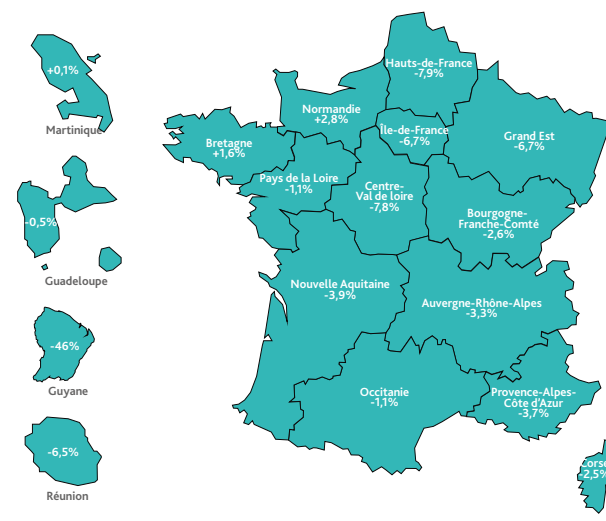 +0,1%
Martinique
-0,5%
Guadeloupe
-46%
Guyane
-6,5%
Réunion
Hauts-de-France
-7,9%
Normandie
+2,8%
Île-de-France
-6,7%
Grand Est
-6,7%
Bretagne
+1,6%
Pays de la Loire
-1,1%
Centre-
Val de loire
-7,8%
Bourgogne-
Franche-Comté
-2,6%
Nouvelle Aquitaine
-3,9%
Auvergne-Rhône-Alpes
-3,3%
Occitanie
-1,1%
Provence-Alpes-
Côte d'Azur
-3,7%
Corse
-2,5%